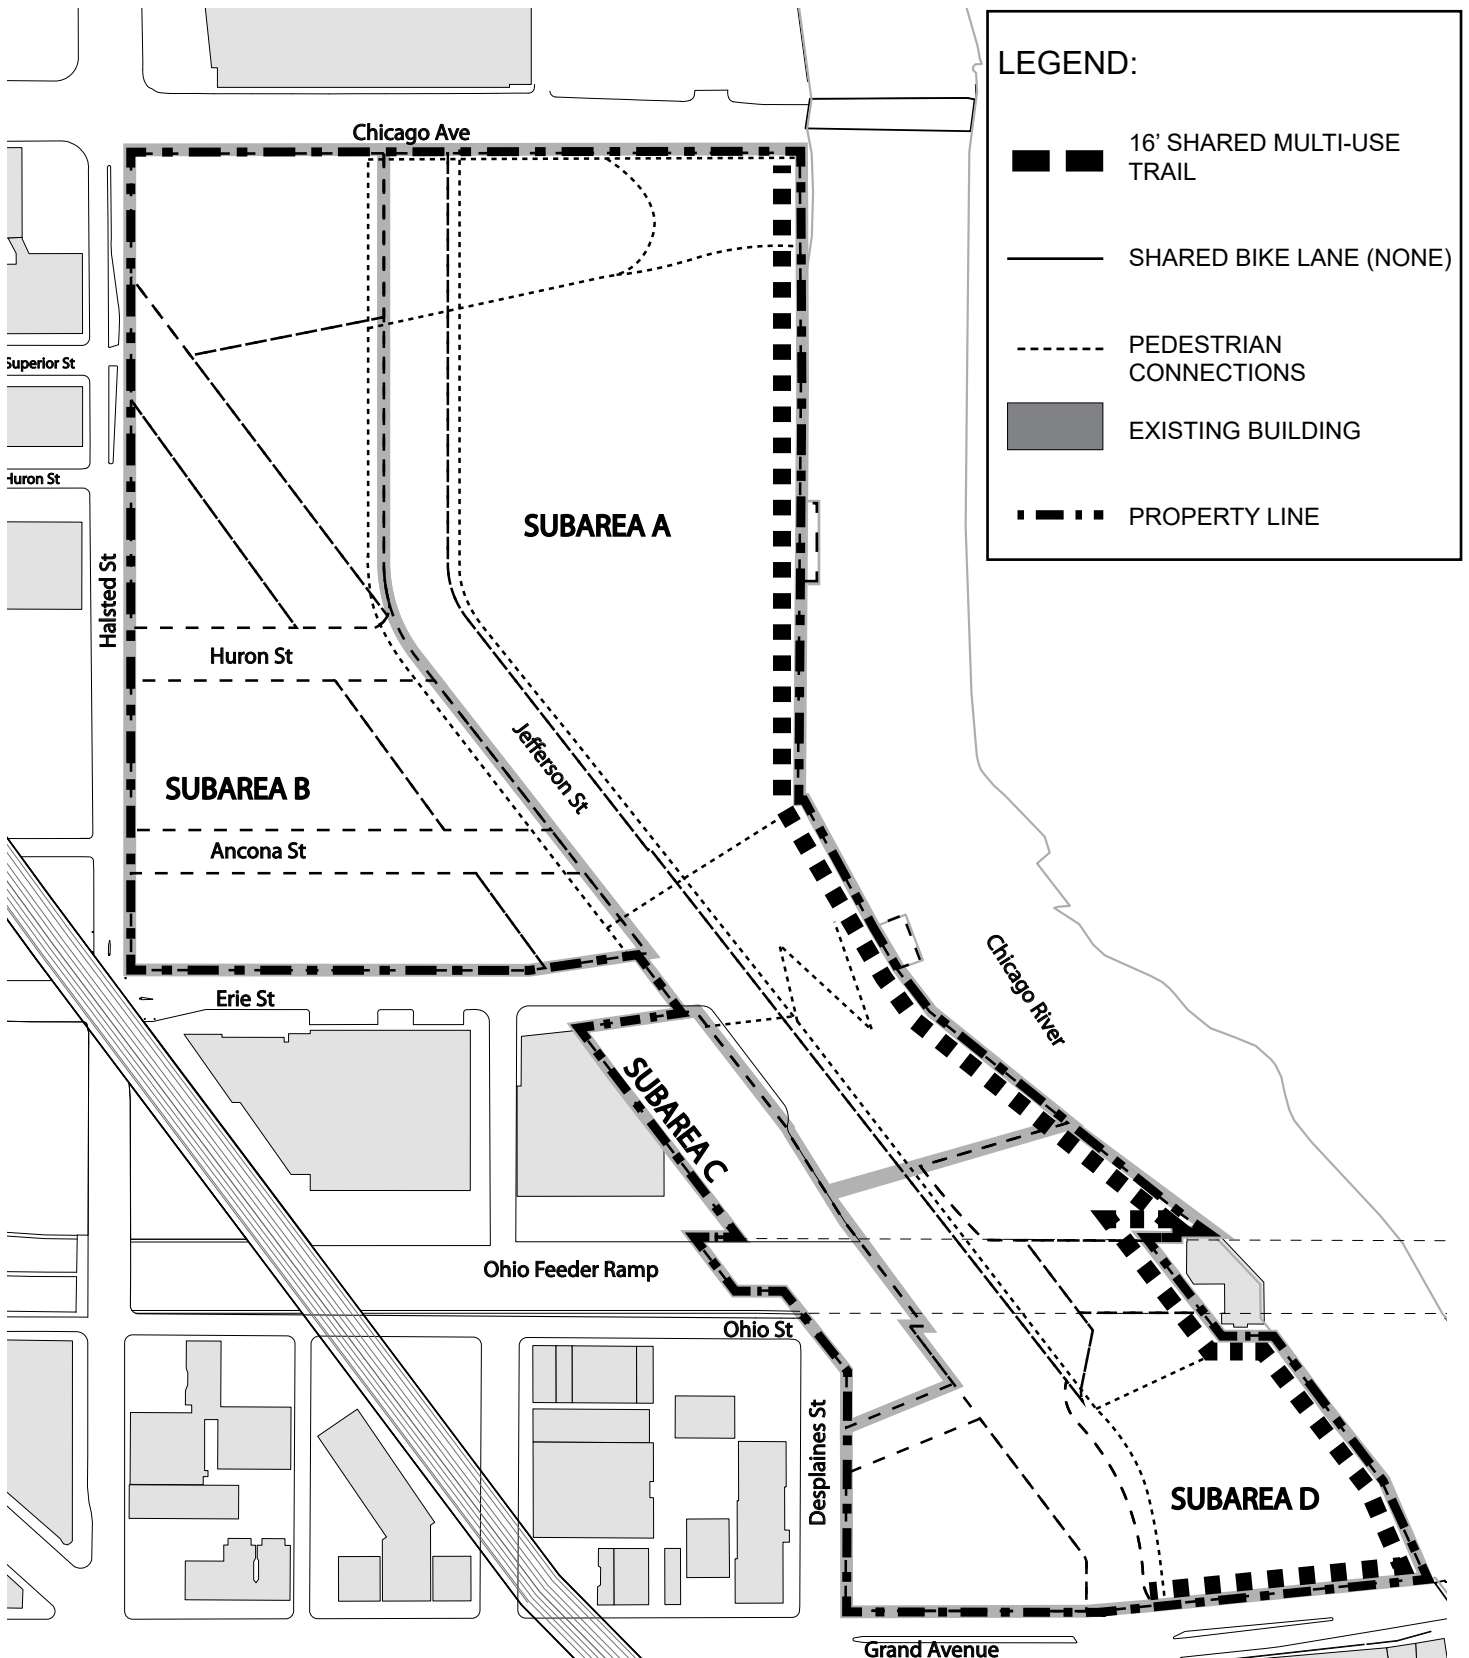 LEGEND:
16’ SHARED MULTI-USE
TRAIL
SHARED BIKE LANE (NONE)
PEDESTRIAN
CONNECTIONS
EXISTING BUILDING
PROPERTY LINE
Chicago Ave
Superior St
Huron St
Halsted St
SUBAREA A
Huron St
Jefferson St
SUBAREA B
Ancona St
Erie St
Chicago River
SUBAREA C
Ohio Feeder Ramp
Ohio St
Desplaines St
SUBAREA D
Grand Avenue